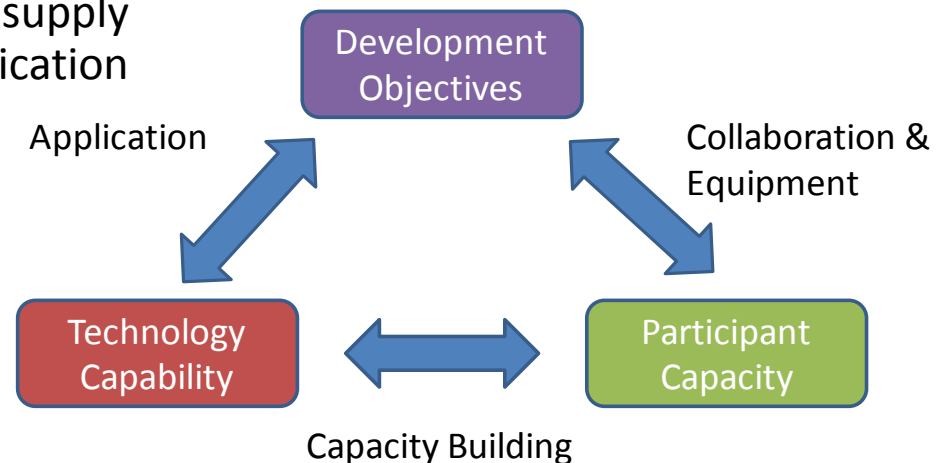 supply
ication
Development
Objectives
Application
Collaboration &
Equipment
Technology
Capability
Participant
Capacity
Capacity Building